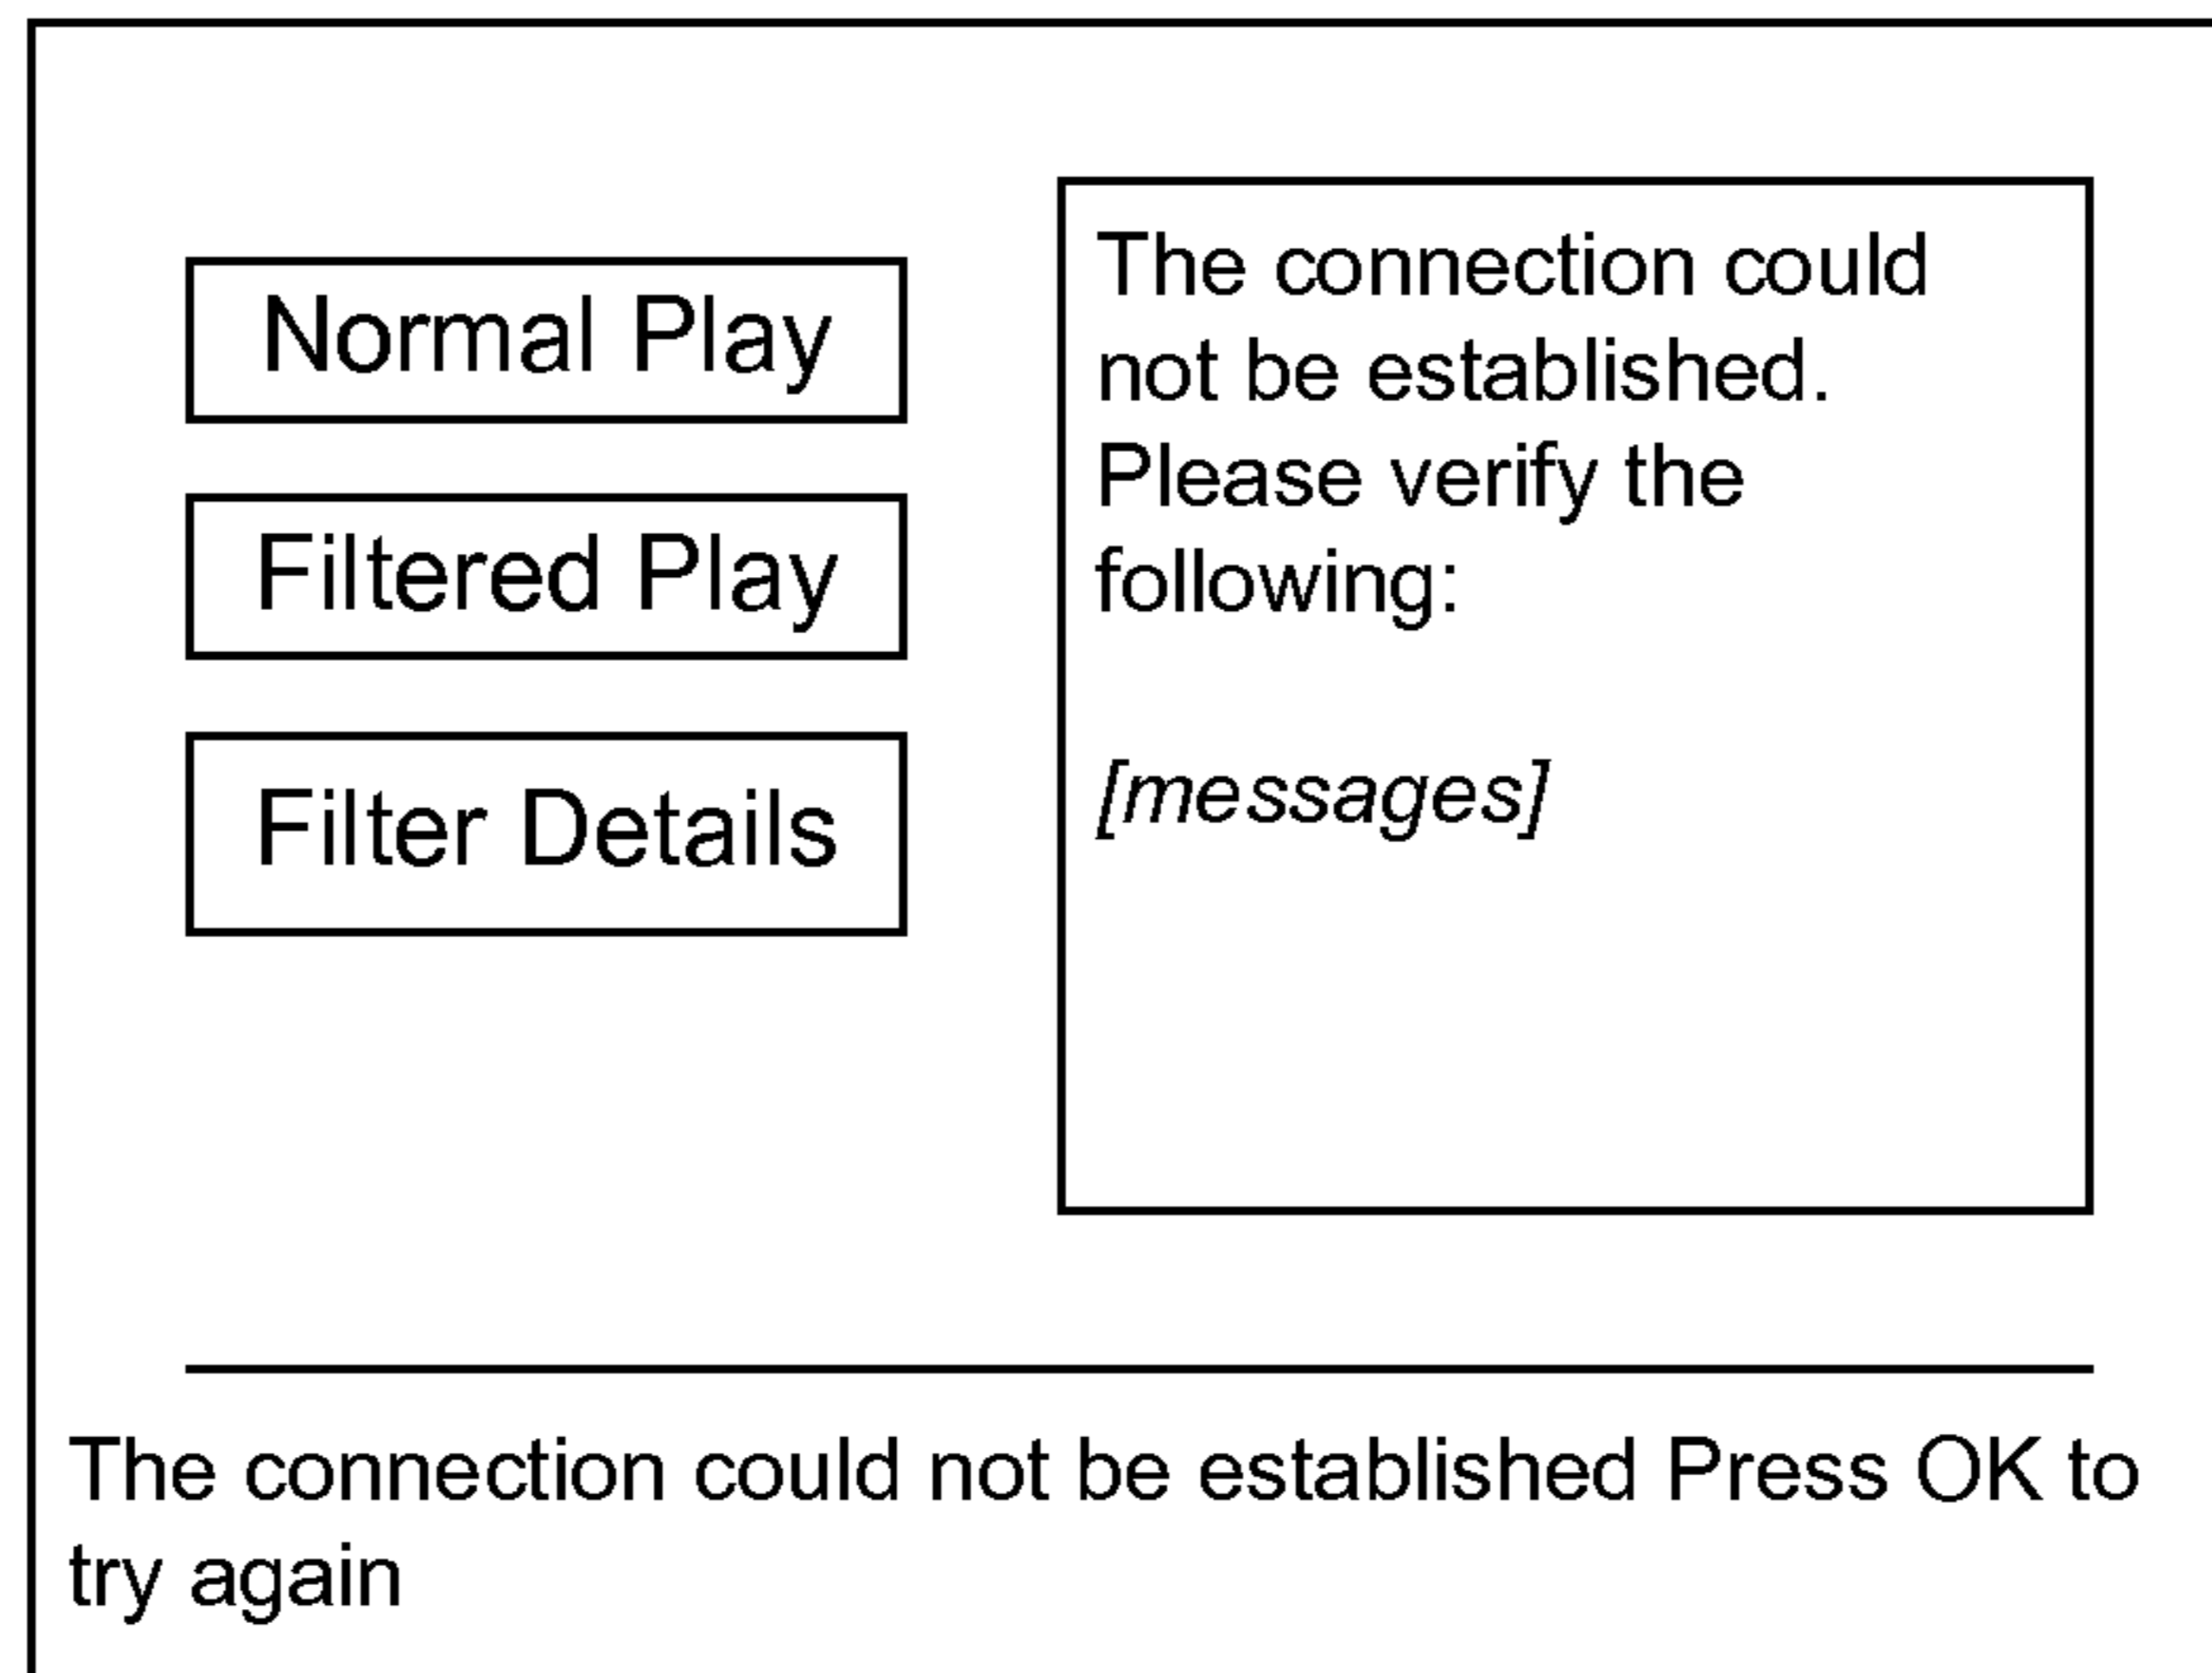 Normal Play
Filtered Play
Filter Details
The connection could
not be established.
Please verify the
following:
[messages]
The connection could not be established Press OK to
try again